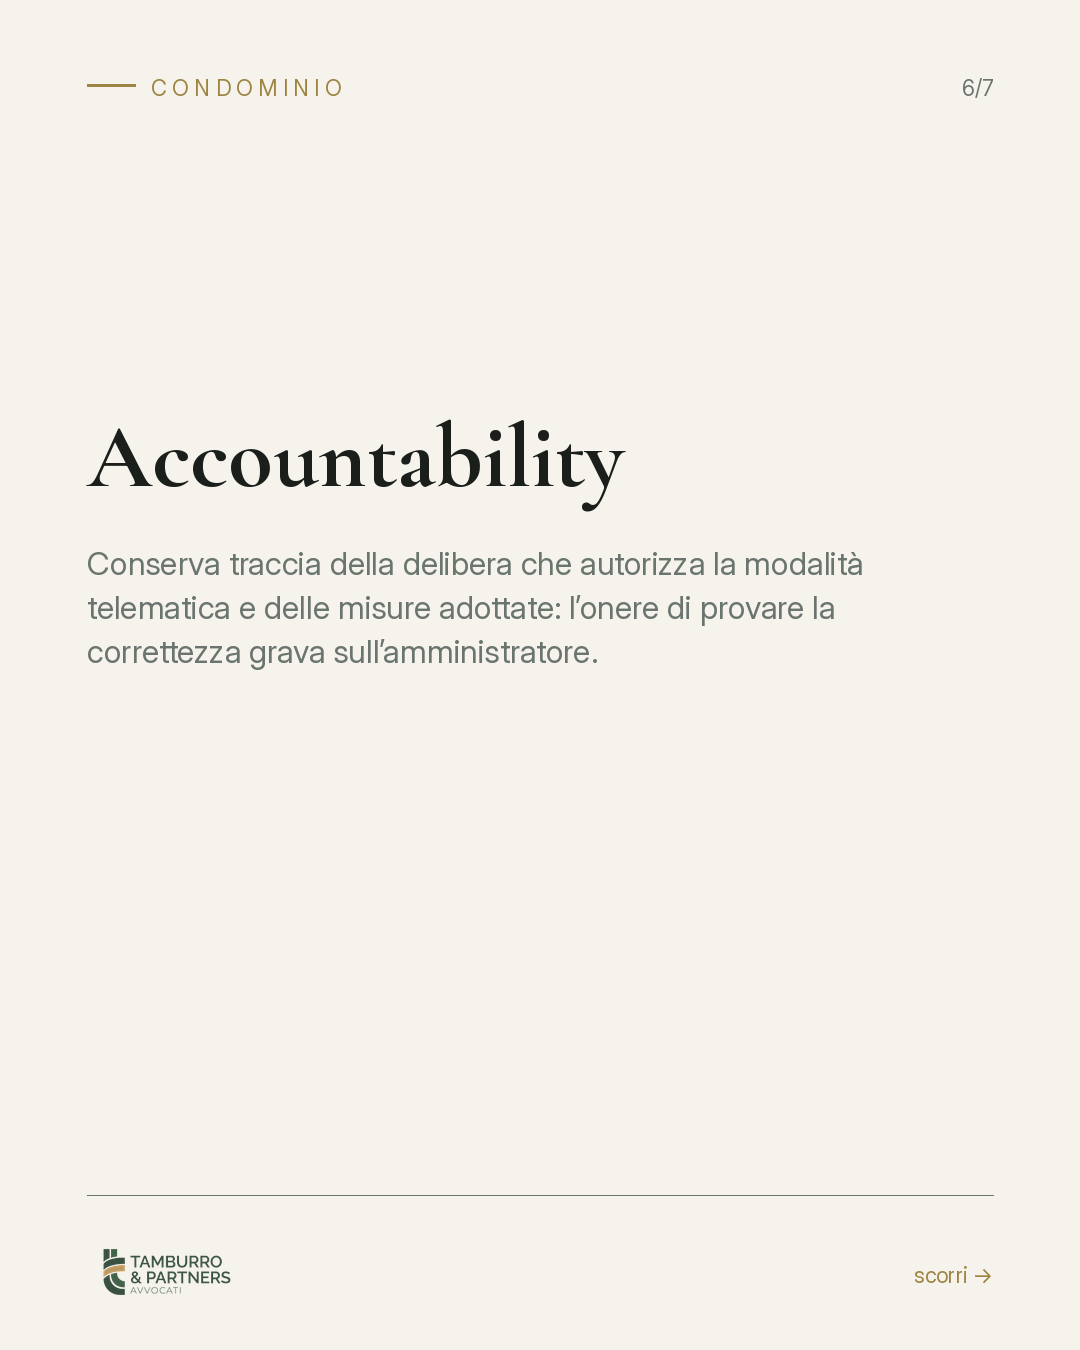 CONDOMINIO
6/7
Accountability
Conserva traccia della delibera che autorizza la modalità
telematica e delle misure adottate: l’onere di provare la
correttezza grava sull’amministratore.
TAMBURRO
& PARTNERS
AVVOCATI
scorri →